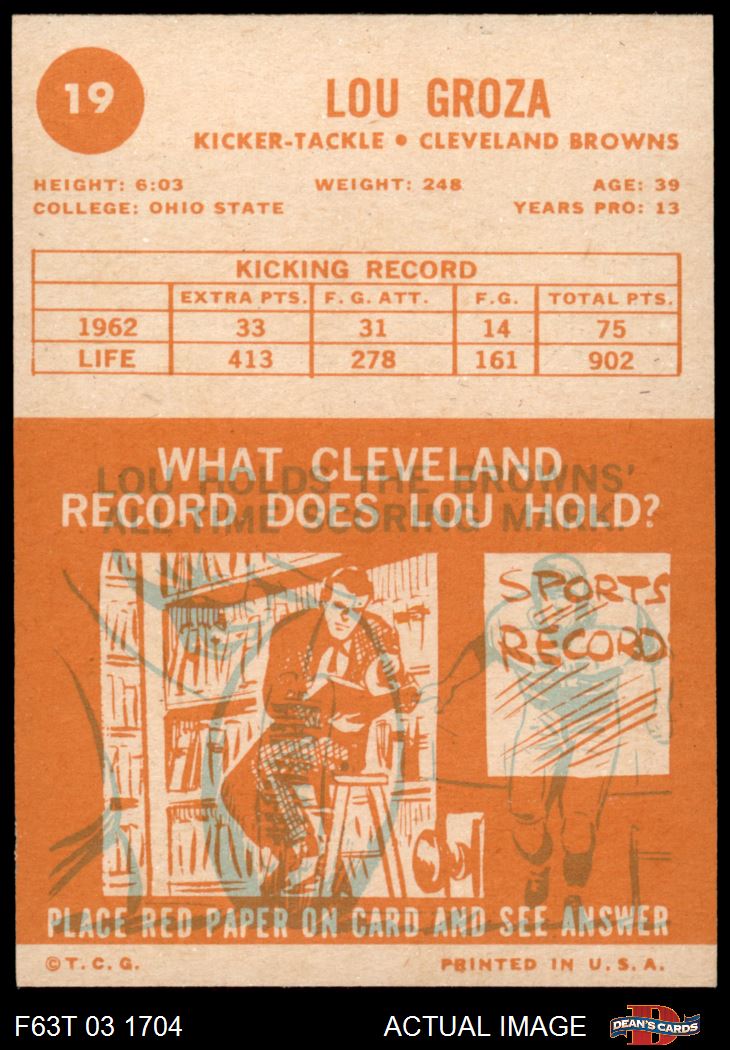 19
LOU GROZA
KICKER-TACKLE • CLEVELAND BROWNS
HEIGHT: 6:03 WEIGHT: 248 AGE: 39
COLLEGE: OHIO STATE YEARS PRO: 13
KICKING RECORD
EXTRA PTS. F. G. ATT. F.G. TOTAL PTS.
1962 33 31 14 75
LIFE 413 278 161 902
WHAT CLEVELAND
LOU HOLDS THE BROWNS'
RECORD DOES LOU HOLD?
ALL-TIME SCORING MARK.
SPORTS
RECORD
PLACE RED PAPER ON CARD AND SEE ANSWER
© T. C. G. PRINTED IN U. S. A.
F63T 03 1704 ACTUAL IMAGE DEAN'S CARDS